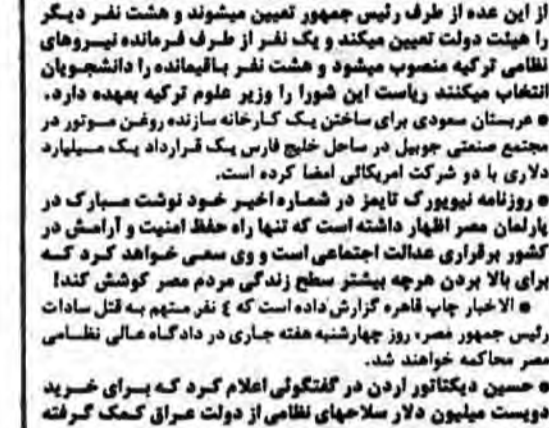 از این عده از طرف رئیس جمهور تعیین میشوند و هشت نفر دیگر
را هیئت دولت تعیین میکند و یک نفر از طرف فرمانده نیروهای
نظامی ترکیه منصوب میشود و هشت نفر باقیمانده را دانشجویان
انتخاب میکنند ریاست این شورا را وزیر علوم ترکیه بعهده دارد.
● عربستان سعودی برای ساختن یک کارخانه سازنده روغن موتور در
مجتمع صنعتی جوبیل در ساحل خلیج فارس یک قرارداد یک میلیارد
دلاری با دو شرکت امریکائی امضا کرده است.
● روزنامه نیویورک تایمز در شماره اخیر خود نوشت مبارک در
پارلمان مصر اظهار داشته است که تنها راه حفظ امنیت و آرامش در
کشور برقراری عدالت اجتماعی است و وی سعی خواهد کرد که
برای بالا بردن هرچه بیشتر سطح زندگی مردم مصر کوشش کند!
● الاخبار چاپ قاهره گزارش داده است که ٤ نفر متهم به قتل سادات
رئیس جمهور مصر، روز چهارشنبه هفته جاری در دادگاه عالی نظامی
مصر محاکمه خواهند شد.
● حسین دیکتاتور اردن در گفتگوئی اعلام کرد که برای خرید
دویست میلیون دلار سلاحهای نظامی از دولت عراق کمک گرفته